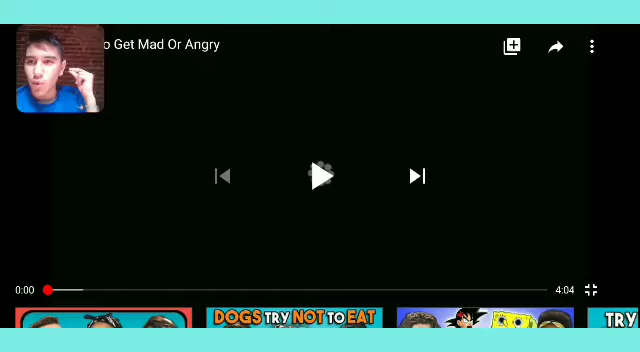 o Get Mad Or Angry
0:00
4:04
DOGS TRY NOT TO EAT
TRY